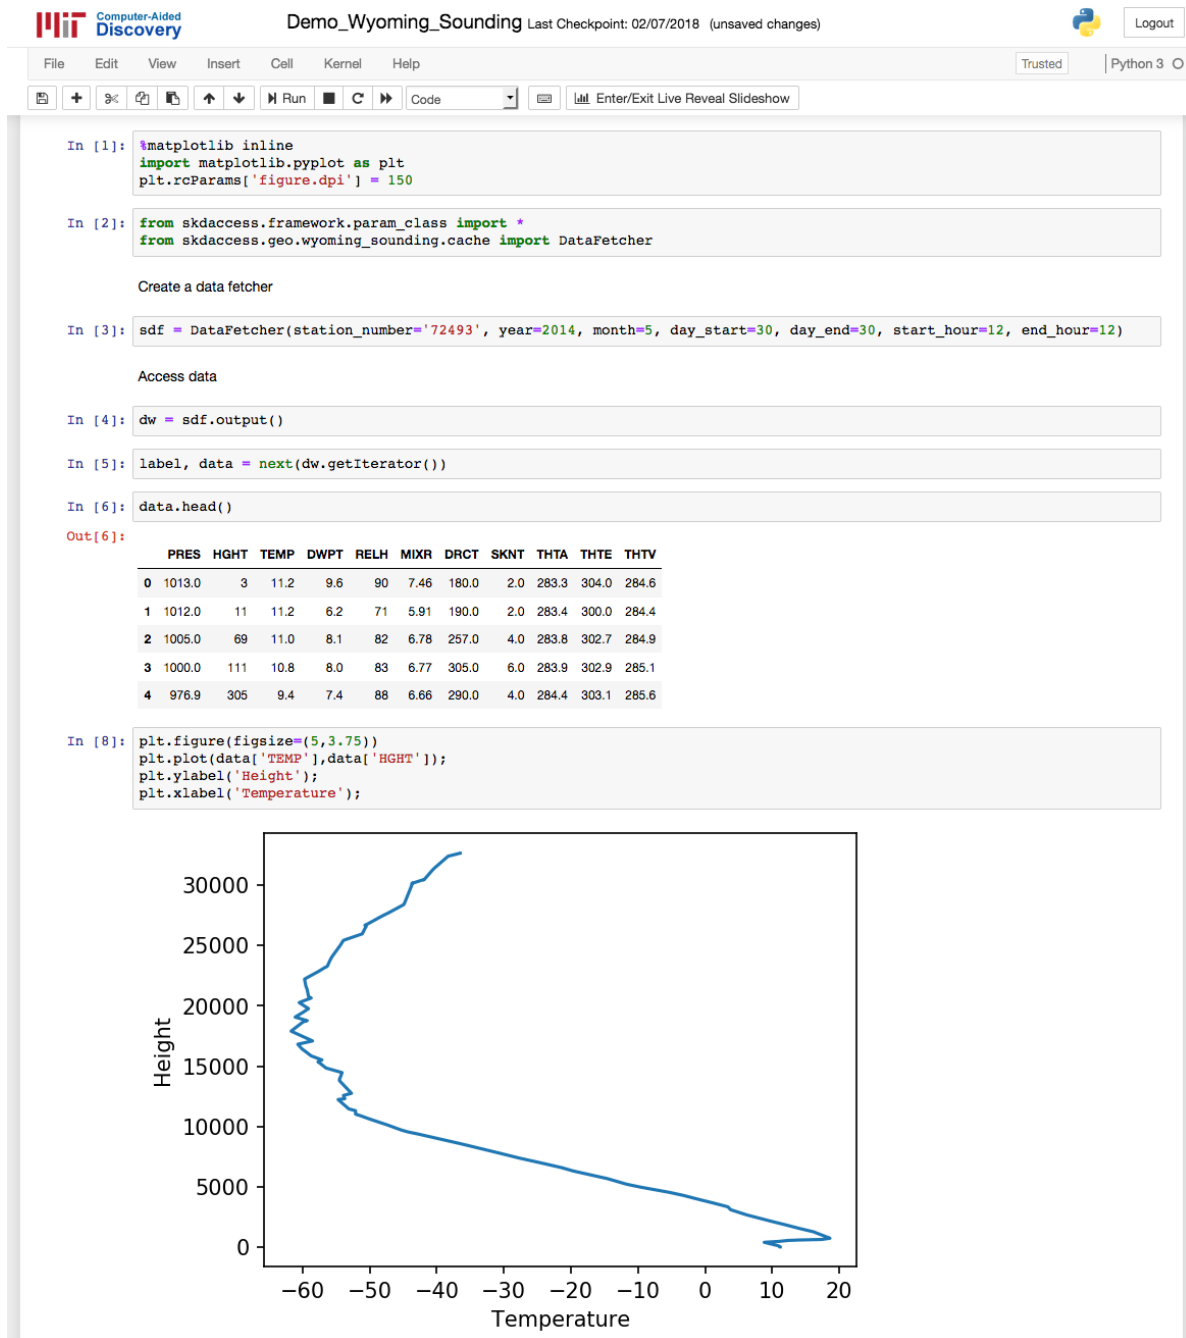 MIT Computer-Aided Discovery Demo_Wyoming_Sounding Last Checkpoint: 02/07/2018 (unsaved changes) Logout
File Edit View Insert Cell Kernel Help Trusted Python 3
Run Code Enter/Exit Live Reveal Slideshow
In [1]: %matplotlib inline
import matplotlib.pyplot as plt
plt.rcParams['figure.dpi'] = 150
In [2]: from skdaccess.framework.param_class import *
from skdaccess.geo.wyoming_sounding.cache import DataFetcher
Create a data fetcher
In [3]: sdf = DataFetcher(station_number='72493', year=2014, month=5, day_start=30, day_end=30, start_hour=12, end_hour=12)
Access data
In [4]: dw = sdf.output()
In [5]: label, data = next(dw.getIterator())
In [6]: data.head()
Out[6]:
PRES HGHT TEMP DWPT RELH MIXR DRCT SKNT THTA THTE THTV
0 1013.0 3 11.2 9.6 90 7.46 180.0 2.0 283.3 304.0 284.6
1 1012.0 11 11.2 6.2 71 5.91 190.0 2.0 283.4 300.0 284.4
2 1005.0 69 11.0 8.1 82 6.78 257.0 4.0 283.8 302.7 284.9
3 1000.0 111 10.8 8.0 83 6.77 305.0 6.0 283.9 302.9 285.1
4 976.9 305 9.4 7.4 88 6.66 290.0 4.0 284.4 303.1 285.6
In [8]: plt.figure(figsize=(5,3.75))
plt.plot(data['TEMP'],data['HGHT']);
plt.ylabel('Height');
plt.xlabel('Temperature');
30000
25000
20000
Height
15000
10000
5000
0
−60 −50 −40 −30 −20 −10 0 10 20
Temperature